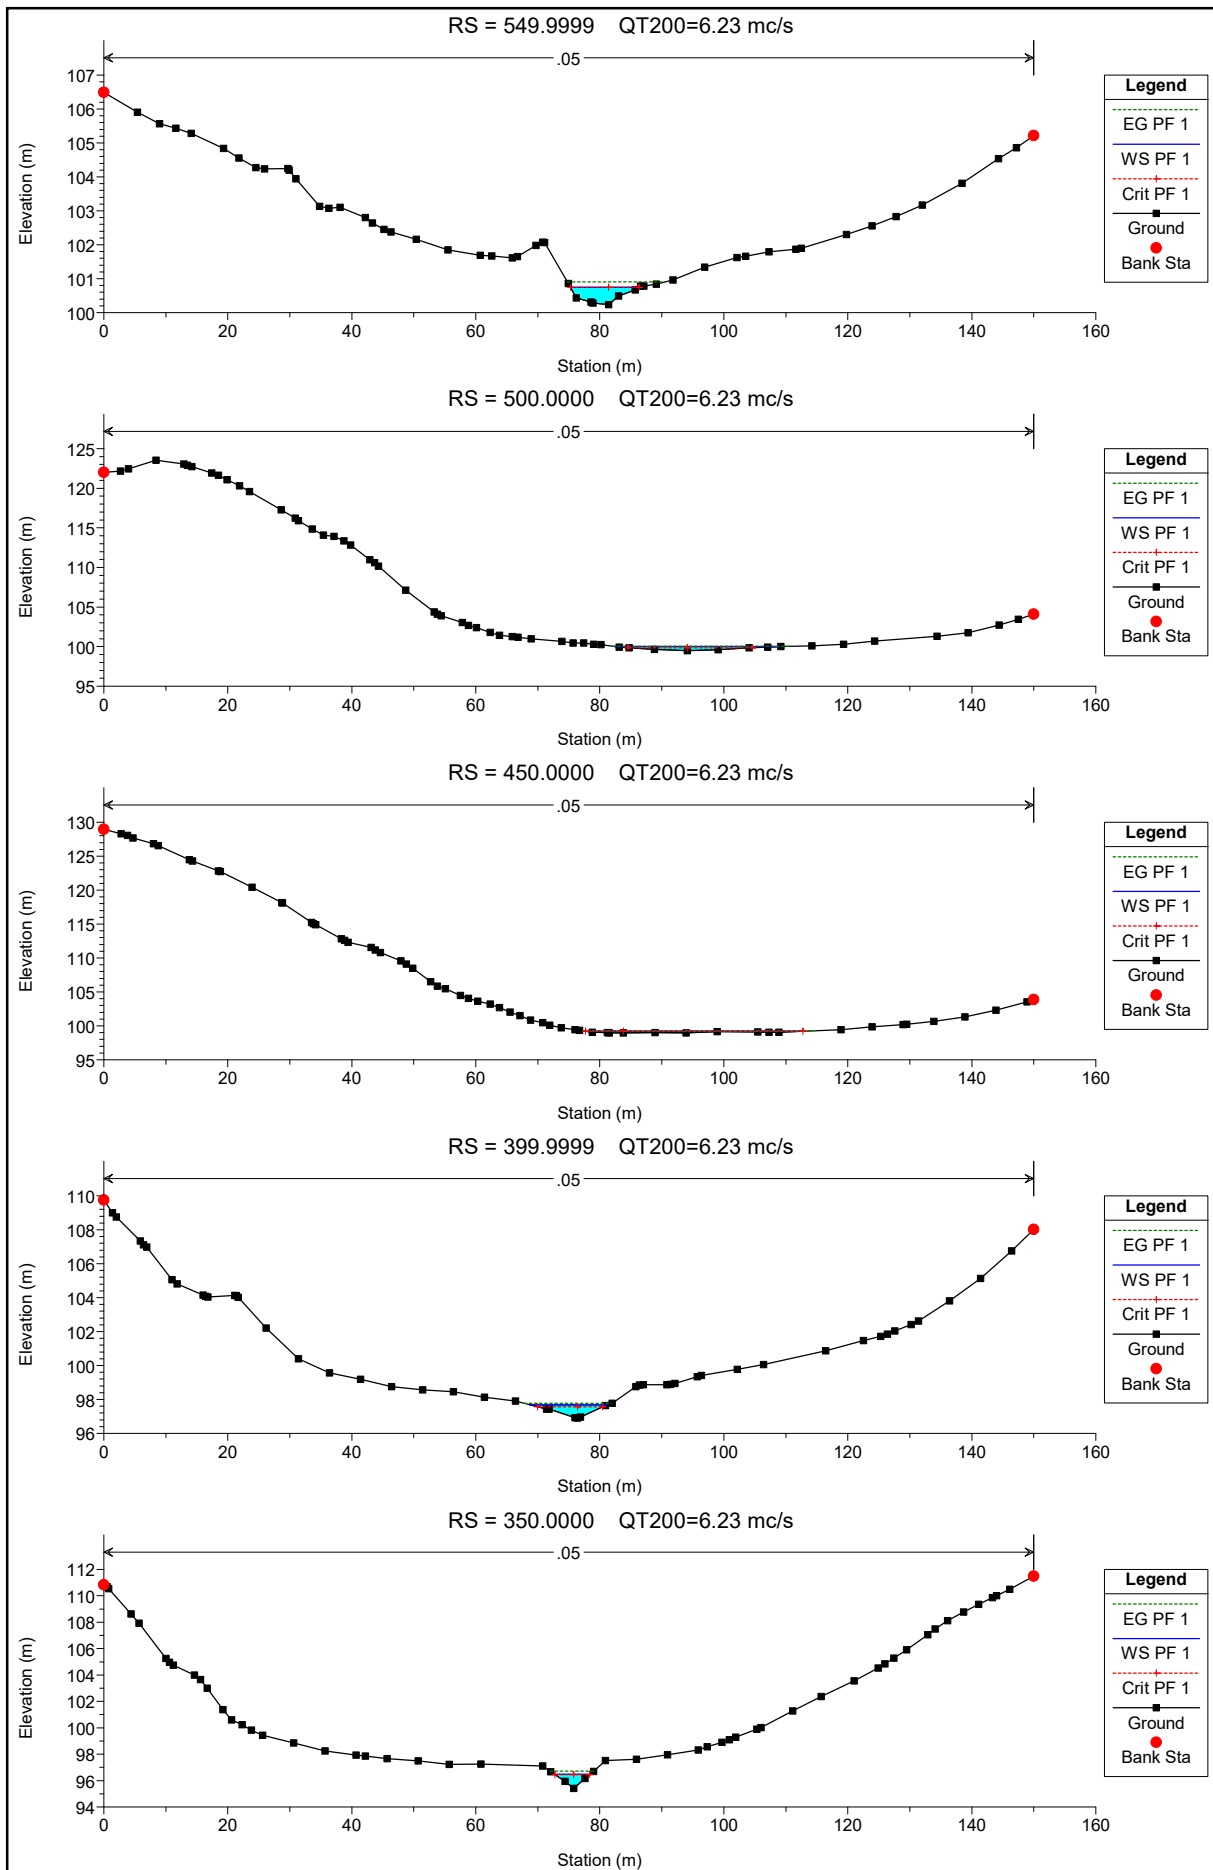 RS = 549.9999 QT200=6.23 mc/s
.05
107
106
105
104
103
102
101
100
Elevation (m)
0 20 40 60 80 100 120 140 160
Station (m)
Legend
EG PF 1
WS PF 1
Crit PF 1
Ground
Bank Sta
RS = 500.0000 QT200=6.23 mc/s
.05
125
120
115
110
105
100
95
Elevation (m)
0 20 40 60 80 100 120 140 160
Station (m)
Legend
EG PF 1
WS PF 1
Crit PF 1
Ground
Bank Sta
RS = 450.0000 QT200=6.23 mc/s
.05
130
125
120
115
110
105
100
95
Elevation (m)
0 20 40 60 80 100 120 140 160
Station (m)
Legend
EG PF 1
WS PF 1
Crit PF 1
Ground
Bank Sta
RS = 399.9999 QT200=6.23 mc/s
.05
110
108
106
104
102
100
98
96
Elevation (m)
0 20 40 60 80 100 120 140 160
Station (m)
Legend
EG PF 1
WS PF 1
Crit PF 1
Ground
Bank Sta
RS = 350.0000 QT200=6.23 mc/s
.05
112
110
108
106
104
102
100
98
96
94
Elevation (m)
0 20 40 60 80 100 120 140 160
Station (m)
Legend
EG PF 1
WS PF 1
Crit PF 1
Ground
Bank Sta